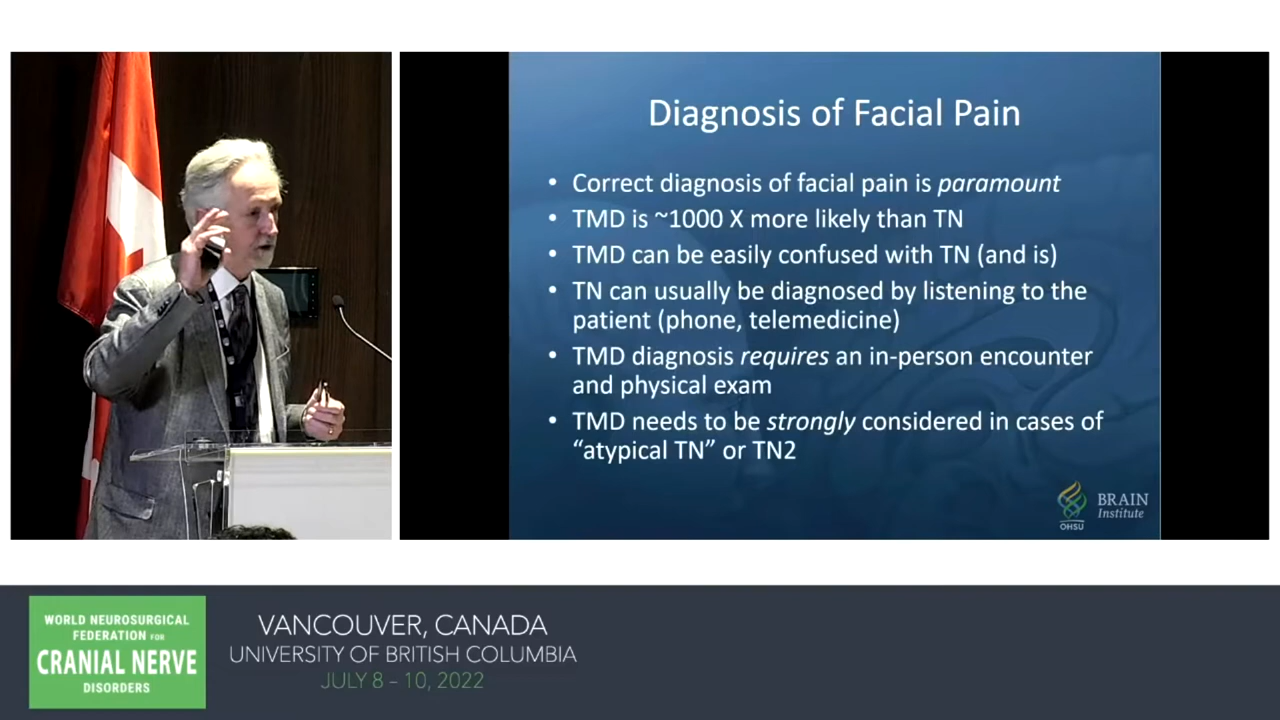 Diagnosis of Facial Pain
• Correct diagnosis of facial pain is paramount
• TMD is ~1000 X more likely than TN
• TMD can be easily confused with TN (and is)
• TN can usually be diagnosed by listening to the
patient (phone, telemedicine)
• TMD diagnosis requires an in-person encounter
and physical exam
• TMD needs to be strongly considered in cases of
“atypical TN” or TN2
BRAIN
Institute
OHSU
WORLD NEUROSURGICAL
FEDERATION FOR
CRANIAL NERVE
DISORDERS
VANCOUVER, CANADA
UNIVERSITY OF BRITISH COLUMBIA
JULY 8 – 10, 2022